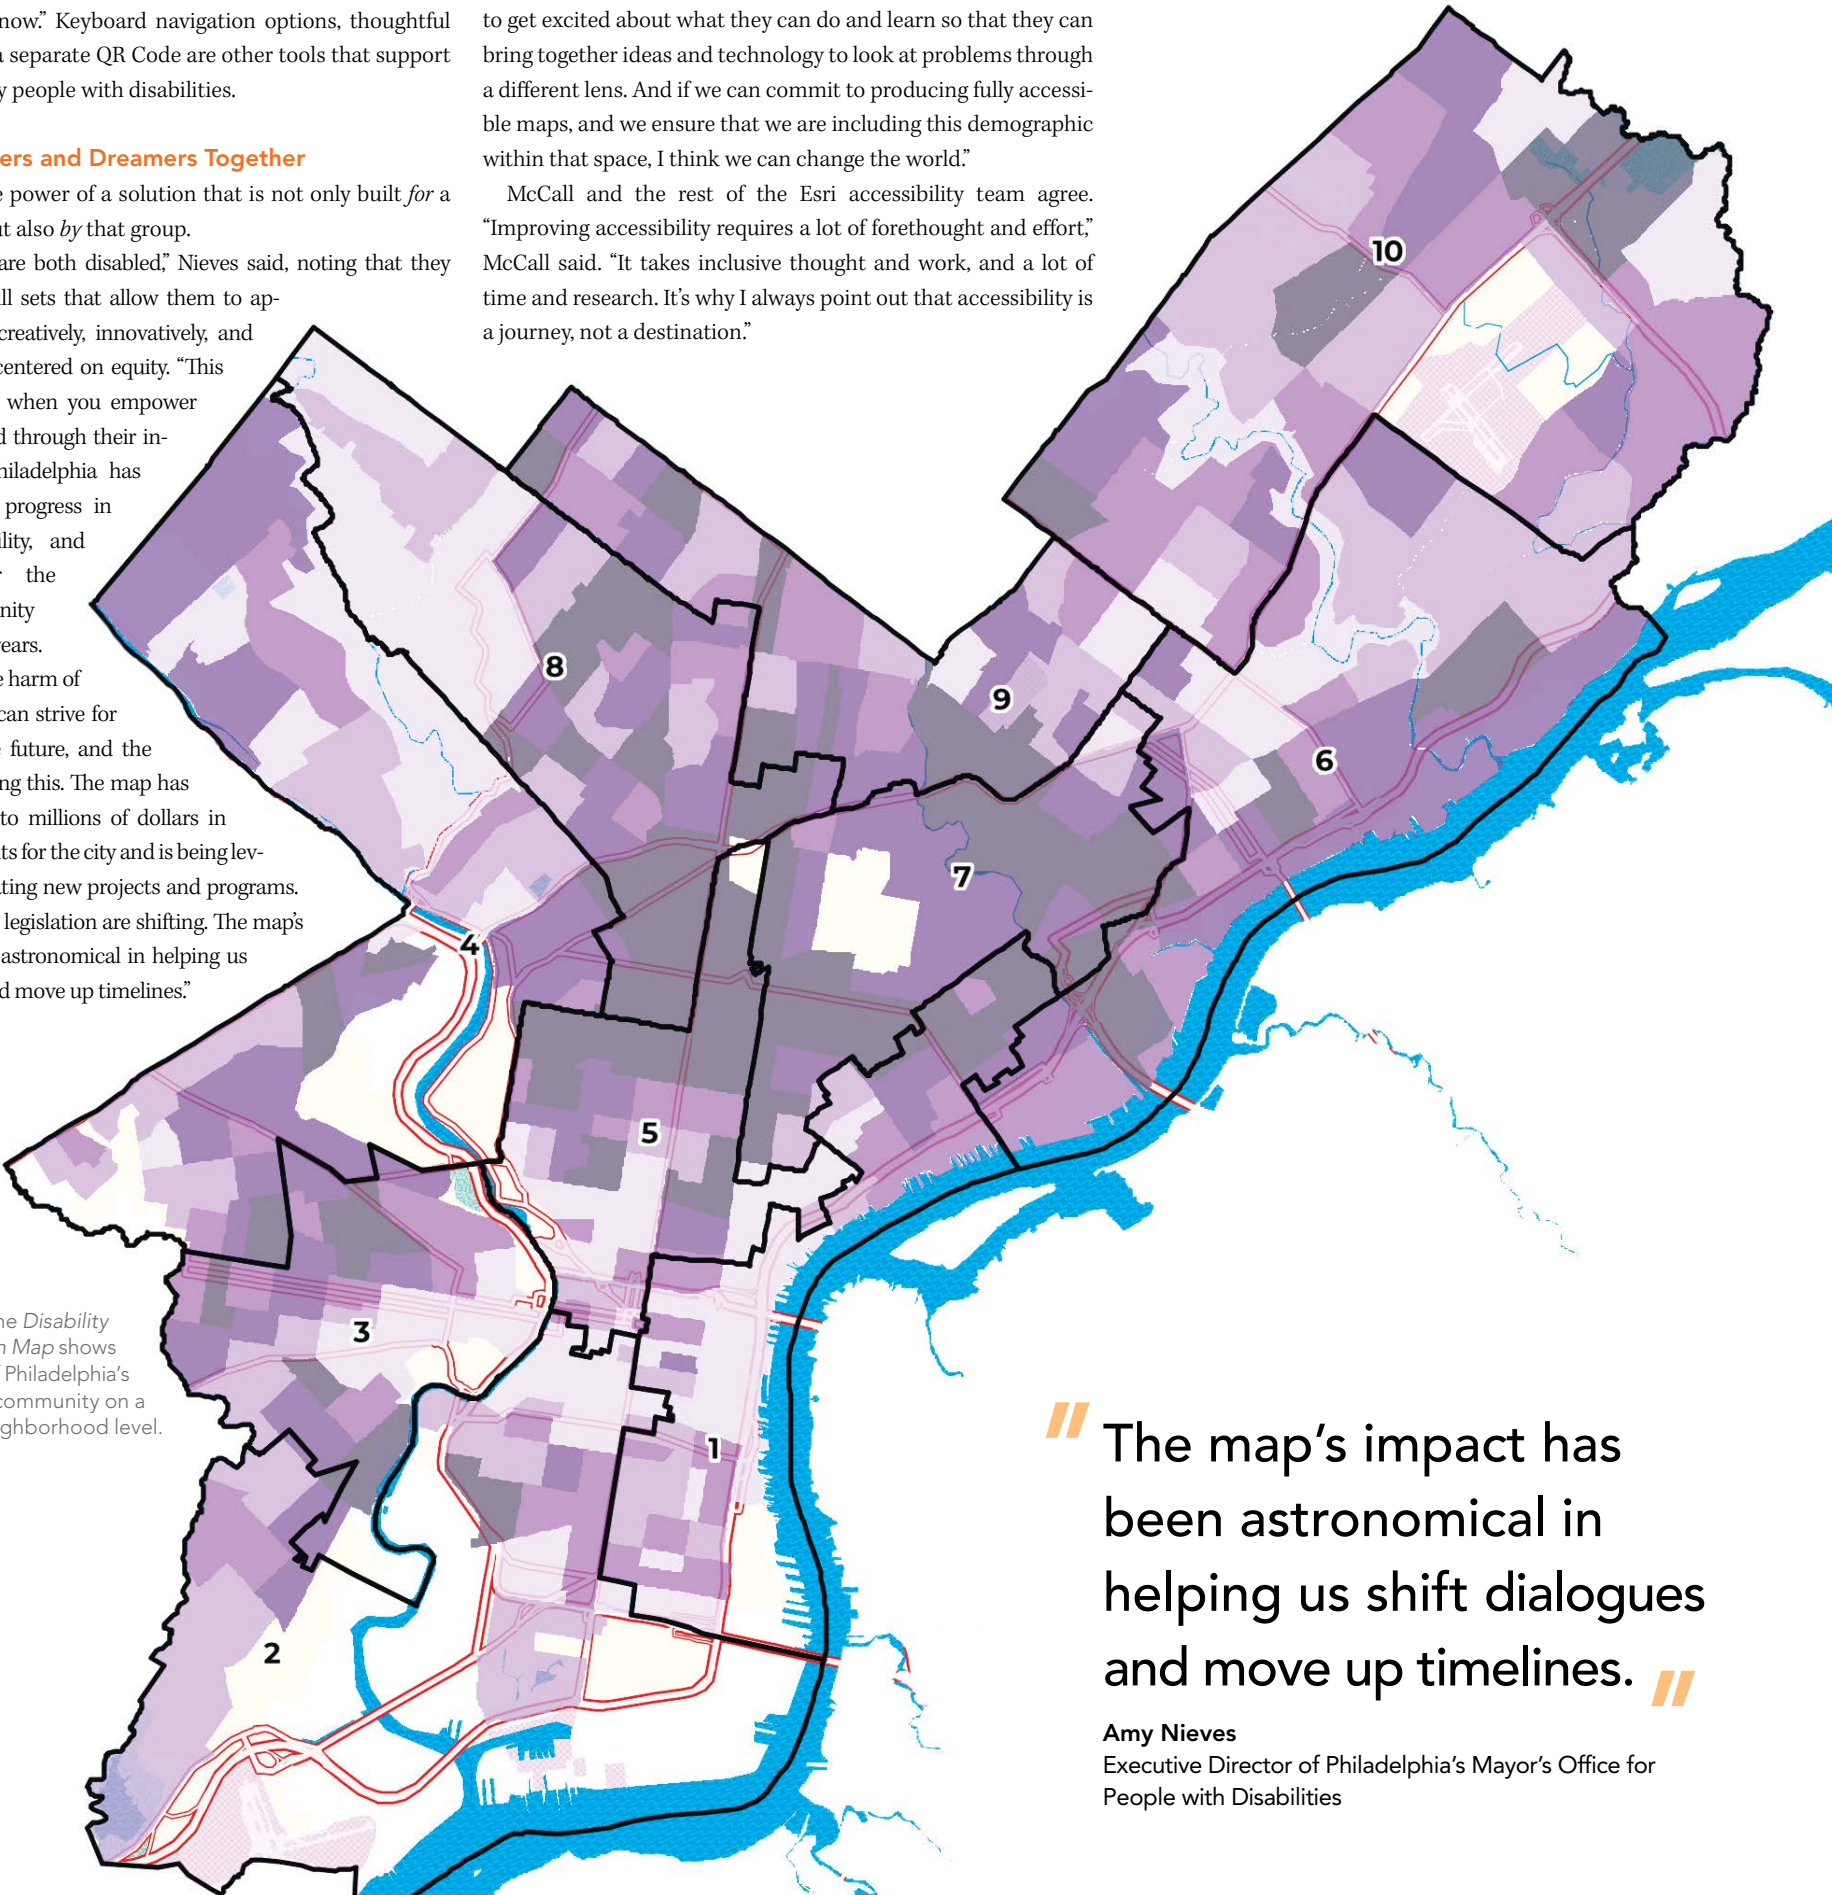 now.” Keyboard navigation options, thoughtful
a separate QR Code are other tools that support
y people with disabilities.
ers and Dreamers Together
e power of a solution that is not only built for a
ut also by that group.
are both disabled,” Nieves said, noting that they
ll sets that allow them to ap-
creatively, innovatively, and
centered on equity. “This
when you empower
d through their in-
hiladelphia has
progress in
ility, and
the
nity
years.
e harm of
can strive for
e future, and the
ng this. The map has
to millions of dollars in
ts for the city and is being lev-
ating new projects and programs.
legislation are shifting. The map’s
astronomical in helping us
d move up timelines.”
to get excited about what they can do and learn so that they can
bring together ideas and technology to look at problems through
a different lens. And if we can commit to producing fully accessi-
ble maps, and we ensure that we are including this demographic
within that space, I think we can change the world.”
McCall and the rest of the Esri accessibility team agree.
“Improving accessibility requires a lot of forethought and effort,”
McCall said. “It takes inclusive thought and work, and a lot of
time and research. It’s why I always point out that accessibility is
a journey, not a destination.”
10
8
9
6
7
4
5
3
1
2
he Disability
n Map shows
f Philadelphia’s
community on a
ghborhood level.
" The map’s impact has
been astronomical in
helping us shift dialogues
and move up timelines. "
Amy Nieves
Executive Director of Philadelphia’s Mayor’s Office for
People with Disabilities